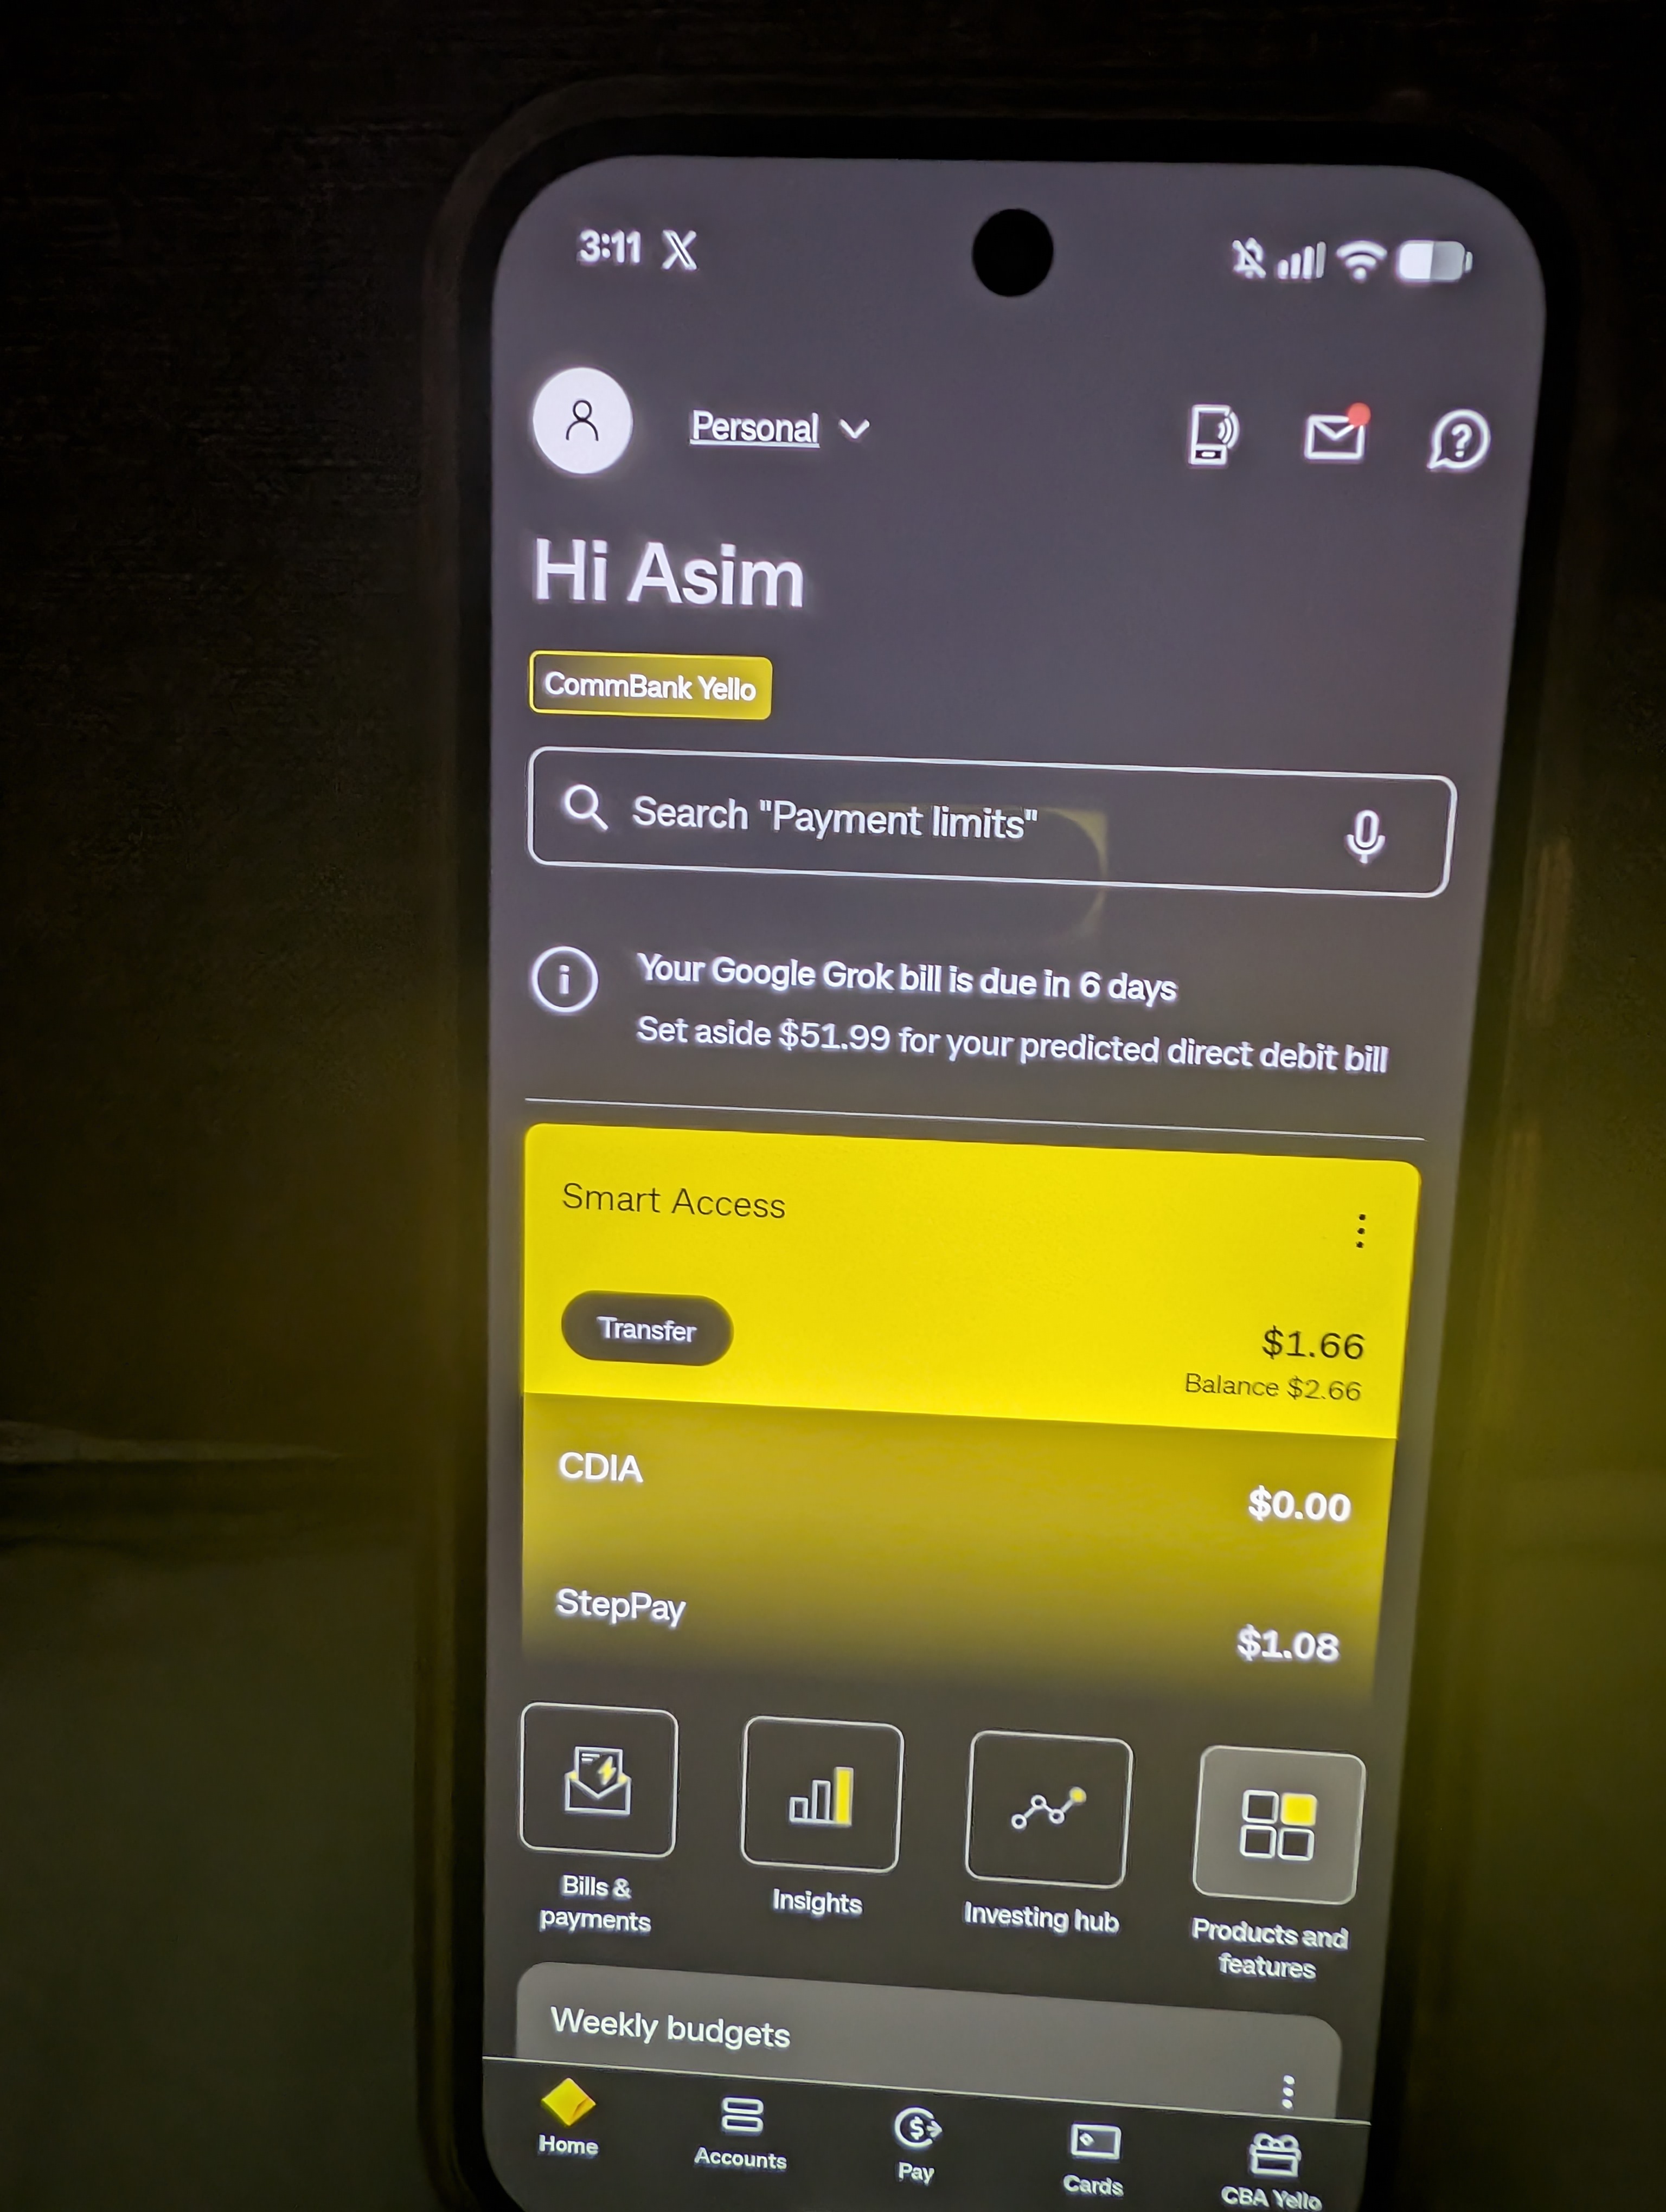 3:11 X
Personal
Hi Asim
CommBank Yello
Search "Payment limits"
Your Google Grok bill is due in 6 days
Set aside $51.99 for your predicted direct debit bill
Smart Access
Transfer
$1.66
Balance $2.66
CDIA
$0.00
StepPay
$1.08
Bills &
payments
Insights
Investing hub
Products and
features
Weekly budgets
Home
Accounts
Pay
Cards
CBA Yello